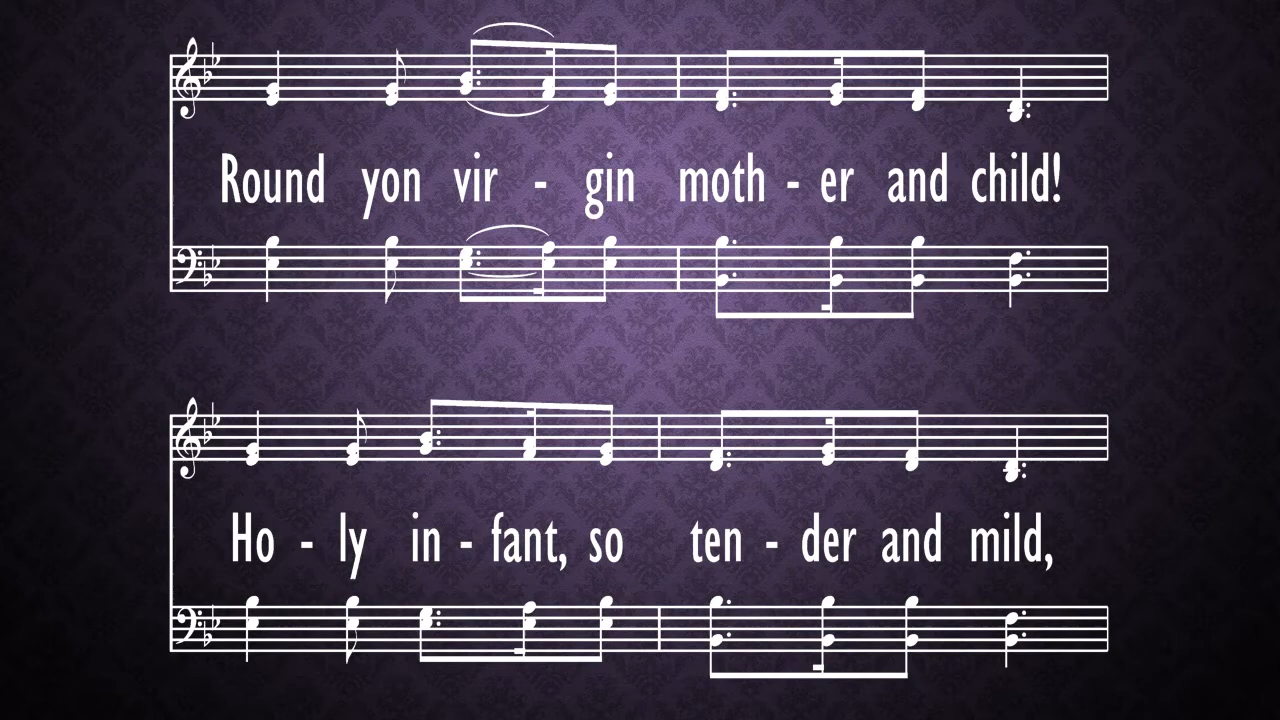 Round yon vir - gin moth - er and child!
Ho - ly in - fant, so ten - der and mild,